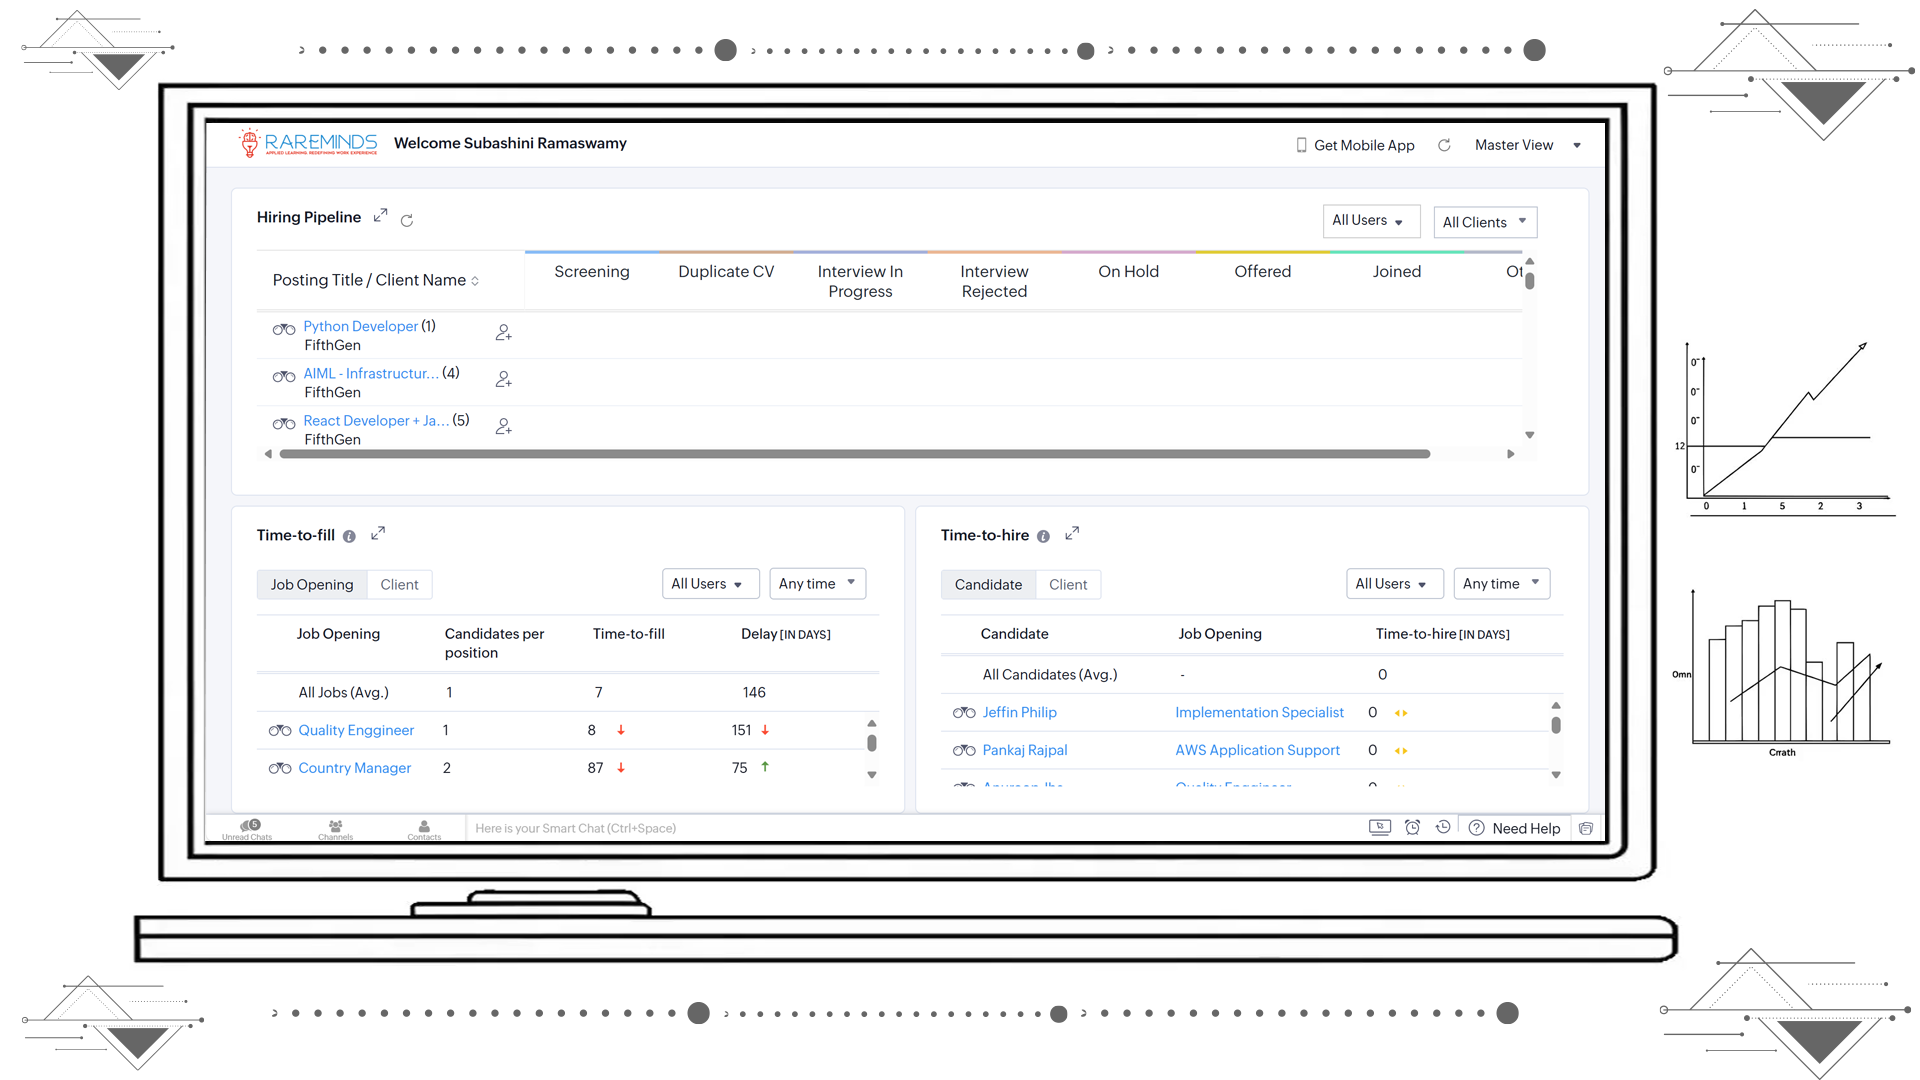 RAREMINDS
APPLIED LEARNING. REDEFINING WORK EXPERIENCE
Welcome Subashini Ramaswamy
Get Mobile App
Master View
Hiring Pipeline
All Users
All Clients
Posting Title / Client Name
Screening
Duplicate CV
Interview In
Progress
Interview
Rejected
On Hold
Offered
Joined
Ot
Python Developer (1)
FifthGen
AIML - Infrastructur... (4)
FifthGen
React Developer + Ja... (5)
FifthGen
Time-to-fill
Job Opening
Client
All Users
Any time
Job Opening
Candidates per
position
Time-to-fill
Delay [IN DAYS]
All Jobs (Avg.) 1 7 146
Quality Enggineer 1 8 151
Country Manager 2 87 75
Time-to-hire
Candidate
Client
All Users
Any time
Candidate
Job Opening
Time-to-hire [IN DAYS]
All Candidates (Avg.) - 0
Jeffin Philip Implementation Specialist 0
Pankaj Rajpal AWS Application Support 0
Quality Enggineer 0
5
Unread Chats
Channels
Contacts
Here is your Smart Chat (Ctrl+Space)
Need Help
0-
0-
0-
12
0-
0 1 5 2 3
Omn
Crrath